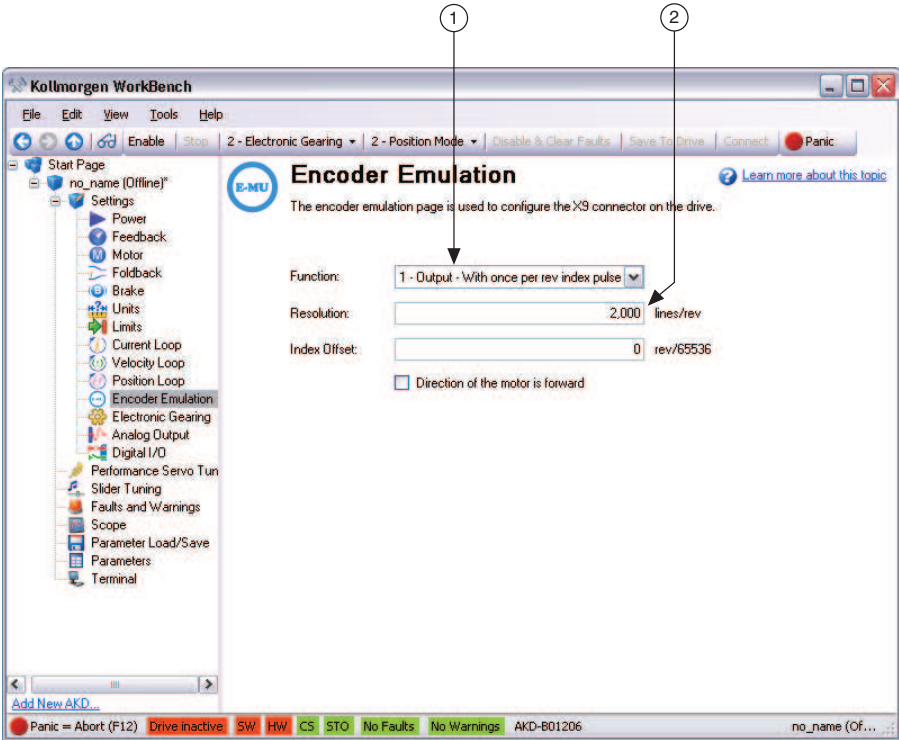 1
2
Kollmorgen WorkBench
File Edit View Tools Help
Enable Stop 2 - Electronic Gearing 2 - Position Mode Disable & Clear Faults Save To Drive Connect Panic
Start Page
no_name (Offline)*
Settings
Power
Feedback
Motor
Foldback
Brake
Units
Limits
Current Loop
Velocity Loop
Position Loop
Encoder Emulation
Electronic Gearing
Analog Output
Digital I/O
Performance Servo Tun
Slider Tuning
Faults and Warnings
Scope
Parameter Load/Save
Parameters
Terminal
Add New AKD...
E-MU
Encoder Emulation
Learn more about this topic
The encoder emulation page is used to configure the X9 connector on the drive.
Function: 1 - Output - With once per rev index pulse
Resolution: 2,000 lines/rev
Index Offset: 0 rev/65536
Direction of the motor is forward
Panic = Abort (F12) Drive inactive SW HW CS STO No Faults No Warnings AKD-B01206 no_name (Of...